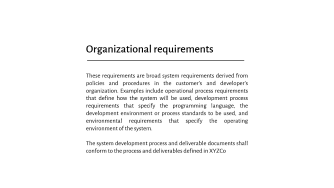 Organizational requirements
These requirements are broad system requirements derived from
policies and procedures in the customer's and developer's
organization. Examples include operational process requirements
that define how the system will be used, development process
requirements that specify the programming language, the
development environment or process standards to be used, and
environmental requirements that specify the operating
environment of the system.
The system development process and deliverable documents shall
conform to the process and deliverables defined in XYZCo